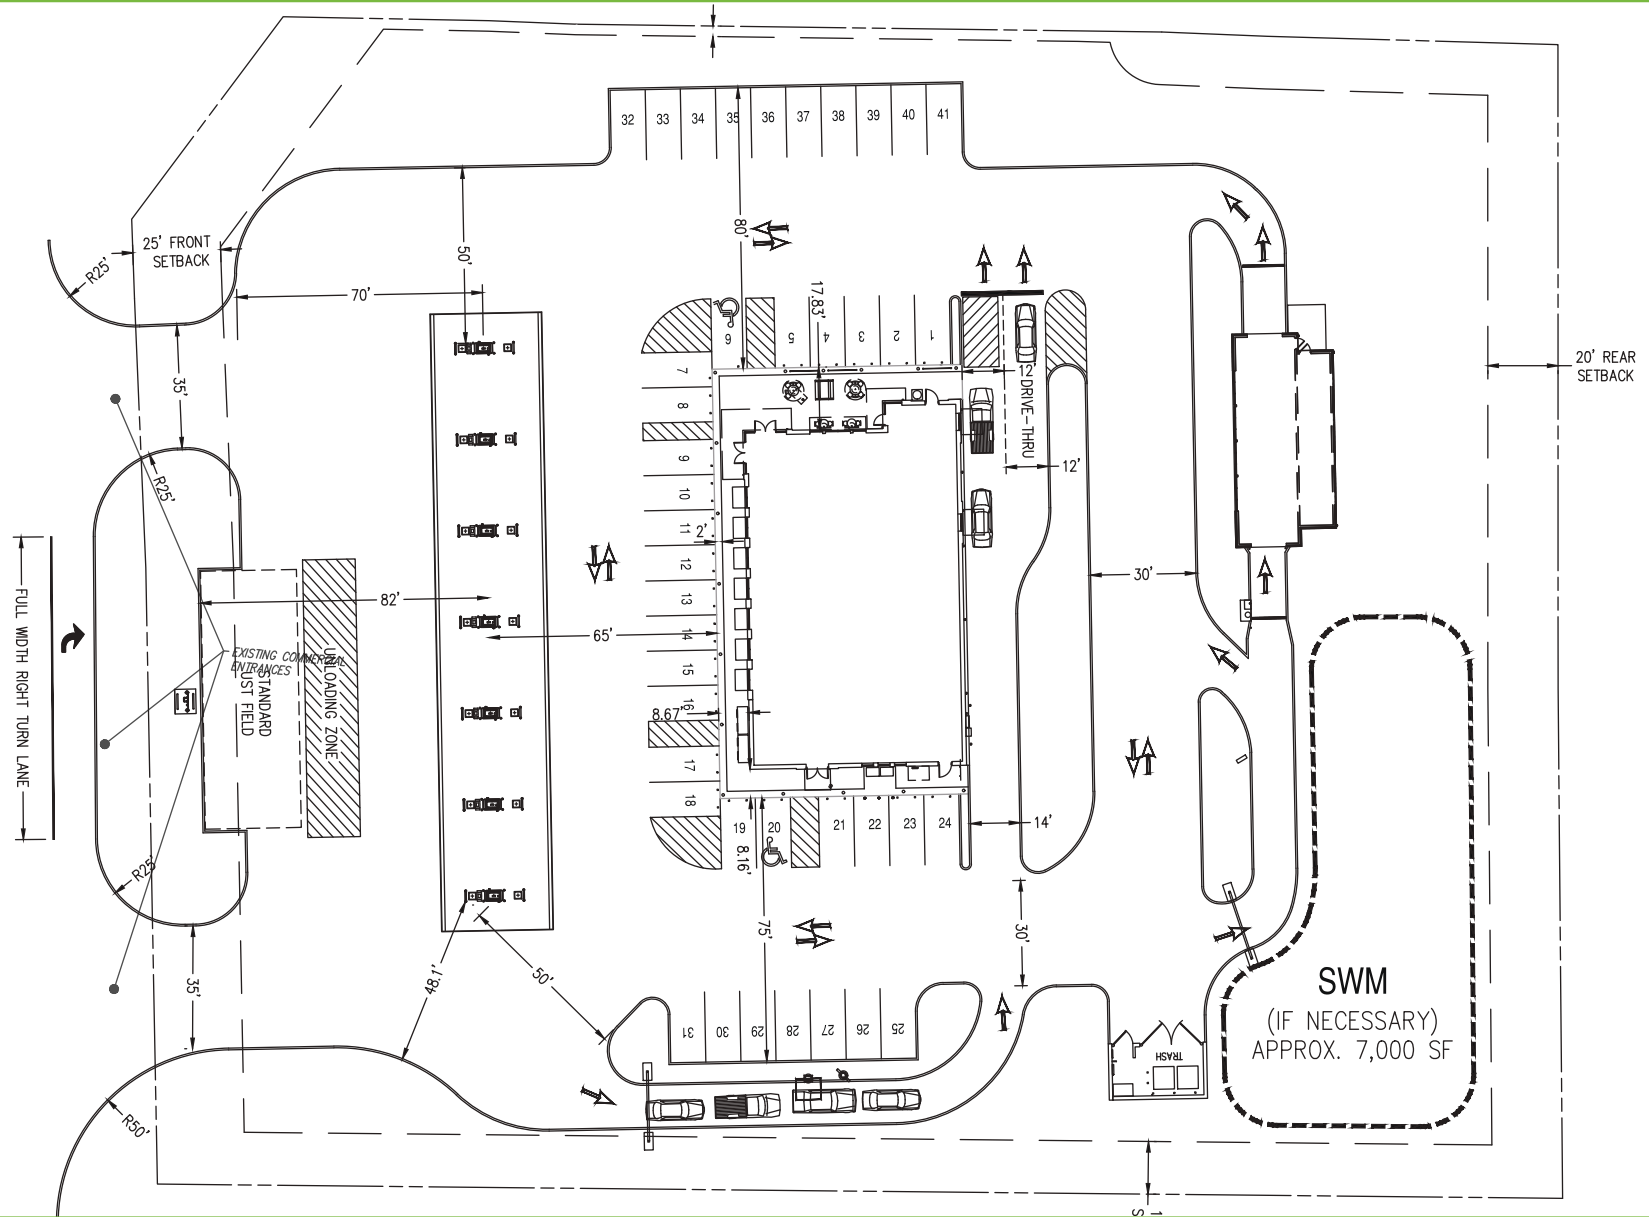 32 33 34 35 36 37 38 39 40 41
25' FRONT
SETBACK
R25'
80'
50'
70'
17.83'
6 5 4 3 2 1
35'
7
12'
DRIVE-THRU
20' REAR
SETBACK
8
9
12'
R25'
10
11
2'
12
30'
13
82'
14
65'
FULL WIDTH RIGHT TURN LANE
EXISTING COMMERCIAL
ENTRANCES
15
STANDARD
UST FIELD
UNLOADING ZONE
16
8.67'
17
18
19 20 21 22 23 24
14'
8.16'
R25'
75'
30'
35'
48.1'
50'
SWM
(IF NECESSARY)
APPROX. 7,000 SF
31 30 29 28 27 26 25
TRASH
R50'
1
S